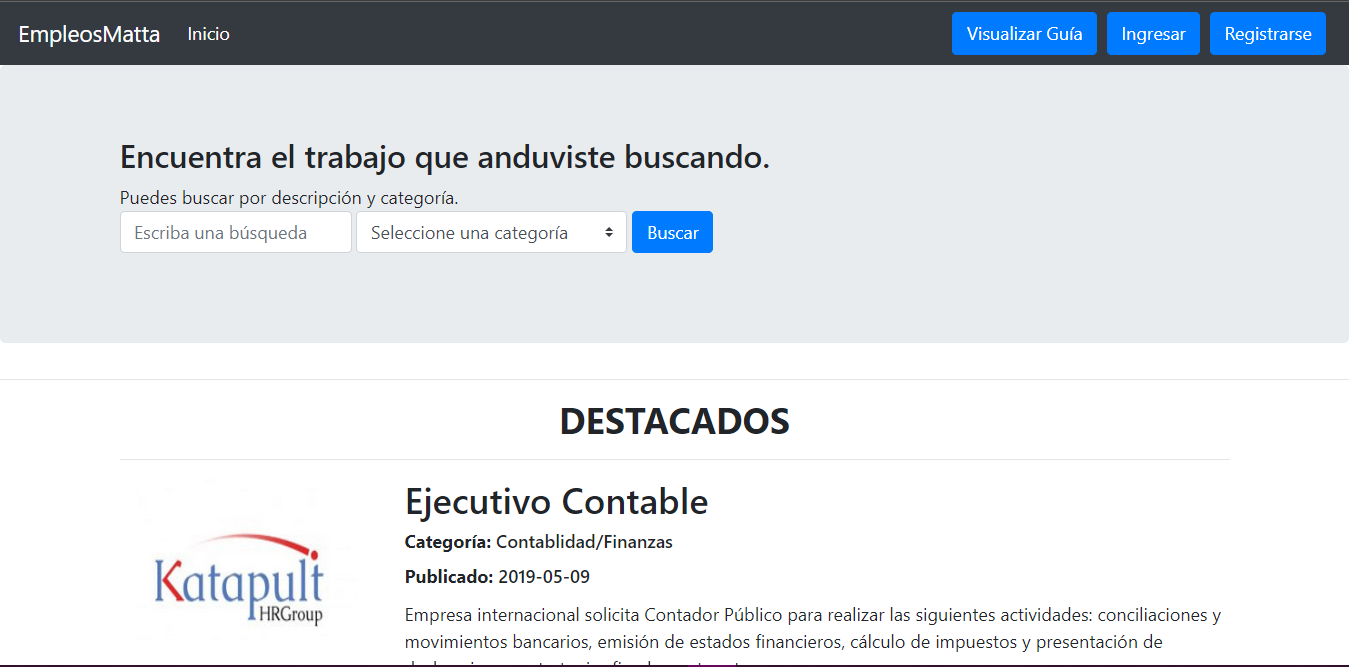 EmpleosMatta Inicio Visualizar Guía Ingresar Registrarse
Encuentra el trabajo que anduviste buscando.
Puedes buscar por descripción y categoría.
Escriba una búsqueda Seleccione una categoría Buscar
DESTACADOS
Katapult
HRGroup
Ejecutivo Contable
Categoría: Contablidad/Finanzas
Publicado: 2019-05-09
Empresa internacional solicita Contador Público para realizar las siguientes actividades: conciliaciones y
movimientos bancarios, emisión de estados financieros, cálculo de impuestos y presentación de